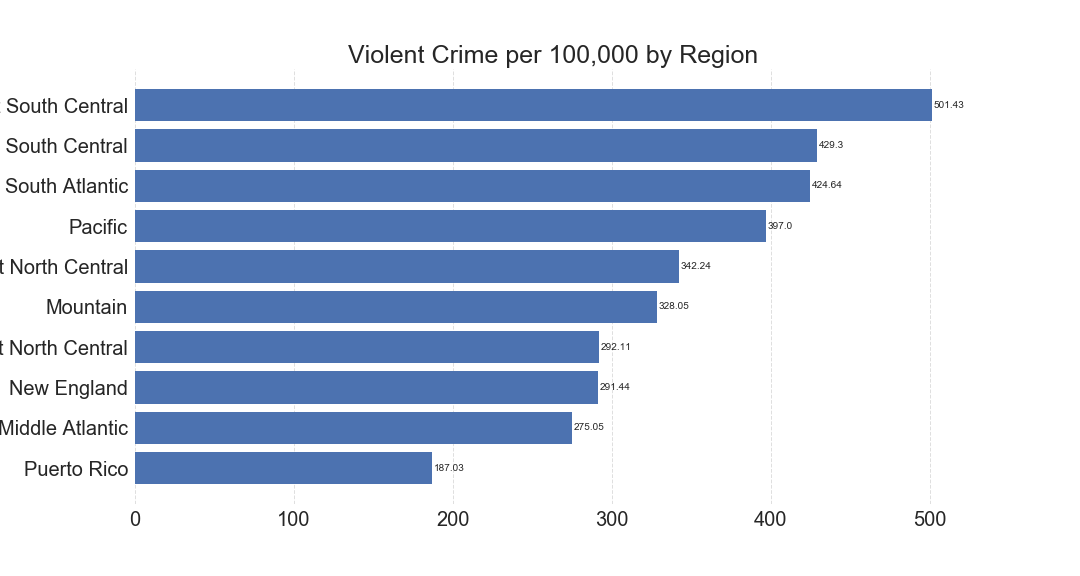 Violent Crime per 100,000 by Region
South Central 501.43
South Central 429.3
South Atlantic 424.64
Pacific 397.0
t North Central 342.24
Mountain 328.05
t North Central 292.11
New England 291.44
Middle Atlantic 275.05
Puerto Rico 187.03
0 100 200 300 400 500